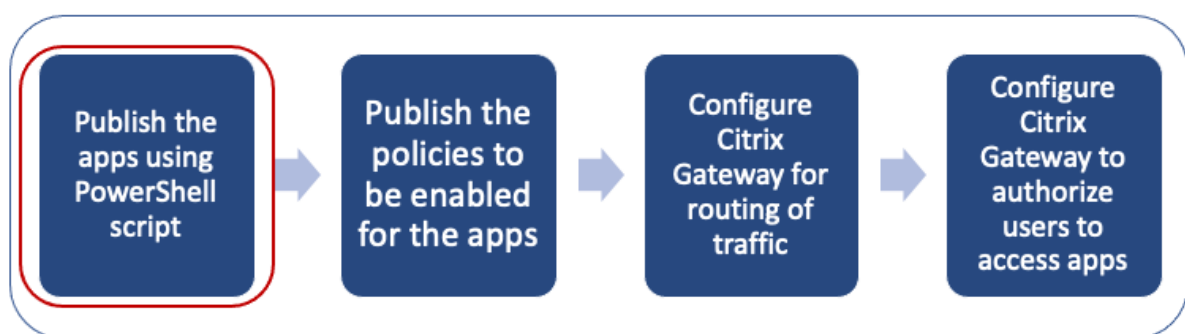 Publish the
apps using
PowerShell
script
Publish the
policies to
be enabled
for the apps
Configure
Citrix
Gateway for
routing of
traffic
Configure
Citrix
Gateway to
authorize
users to
access apps